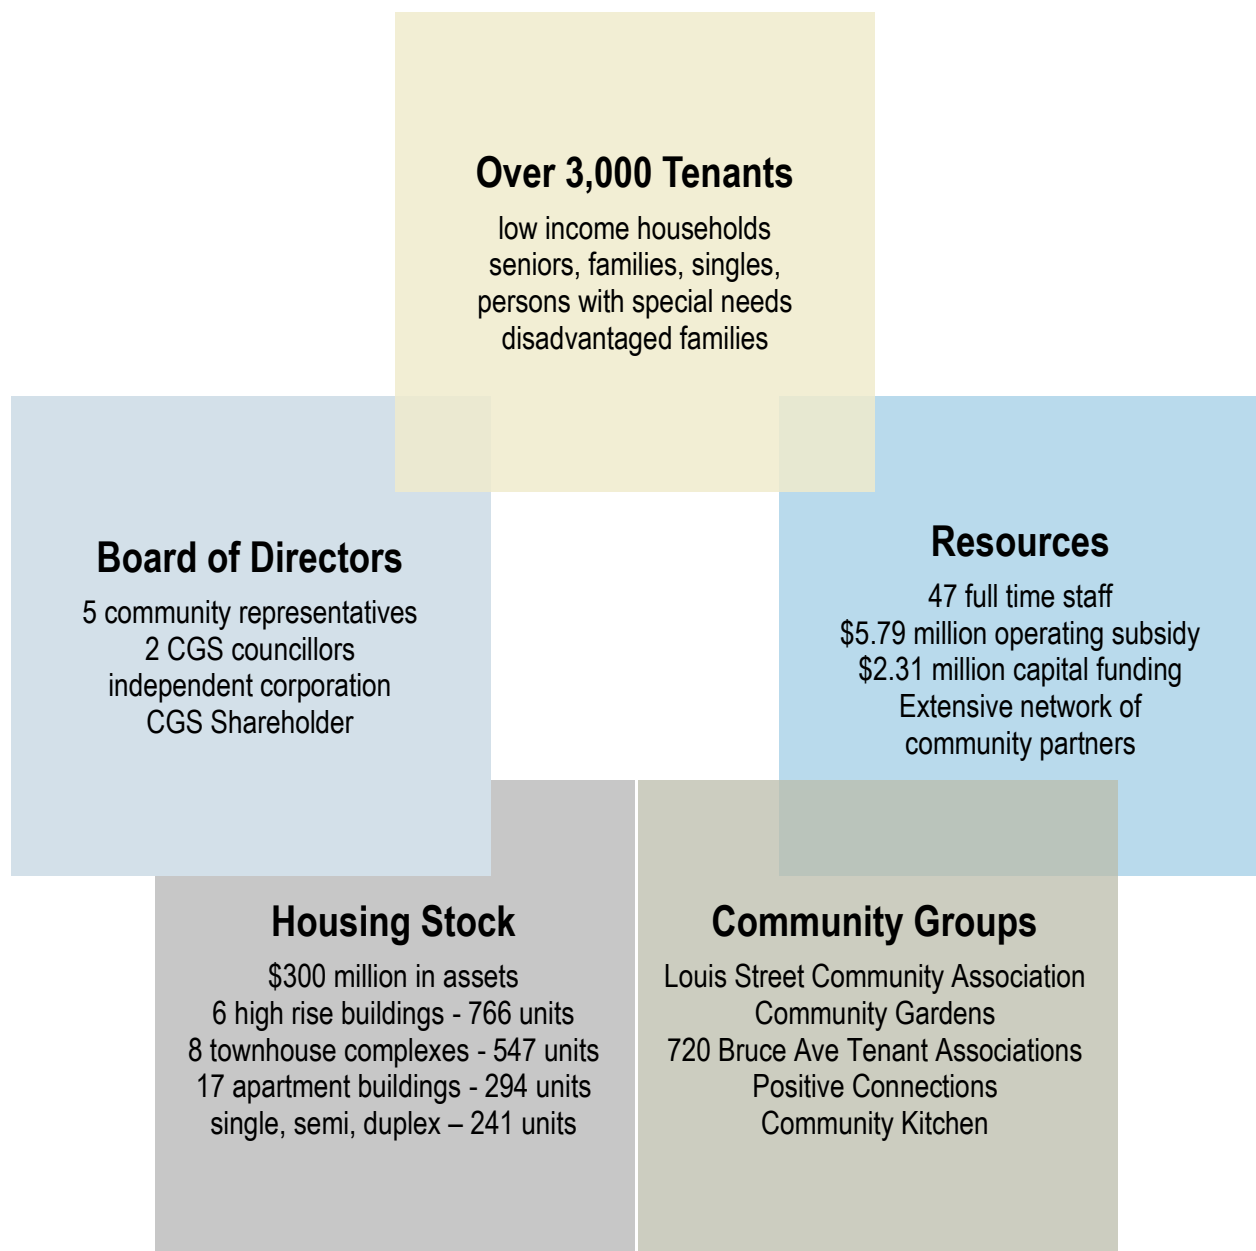 Over 3,000 Tenants
low income households
seniors, families, singles,
persons with special needs
disadvantaged families
Board of Directors
5 community representatives
2 CGS councillors
independent corporation
CGS Shareholder
Resources
47 full time staff
$5.79 million operating subsidy
$2.31 million capital funding
Extensive network of
community partners
Housing Stock
$300 million in assets
6 high rise buildings - 766 units
8 townhouse complexes - 547 units
17 apartment buildings - 294 units
single, semi, duplex – 241 units
Community Groups
Louis Street Community Association
Community Gardens
720 Bruce Ave Tenant Associations
Positive Connections
Community Kitchen